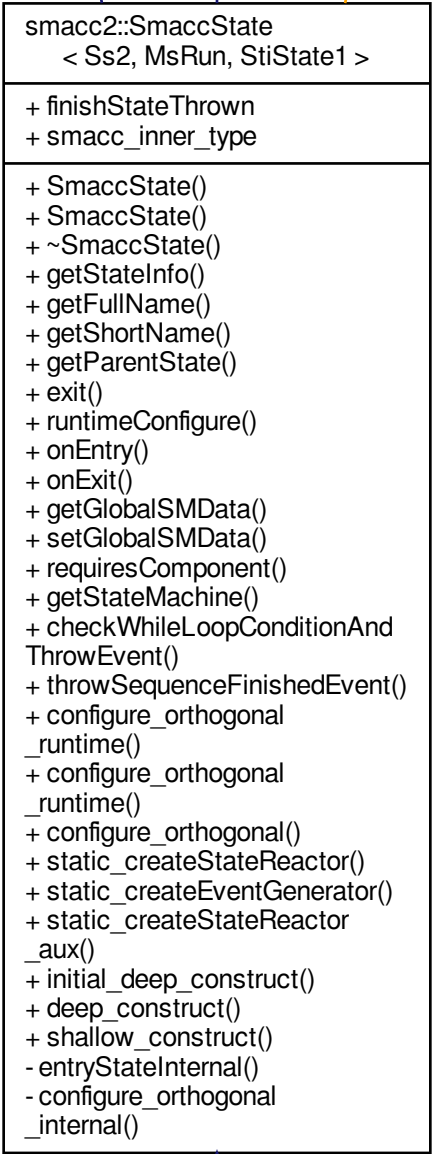 smacc2::SmaccState
< Ss2, MsRun, StiState1 >
+ finishStateThrown
+ smacc_inner_type
+ SmaccState()
+ SmaccState()
+ ~SmaccState()
+ getStateInfo()
+ getFullName()
+ getShortName()
+ getParentState()
+ exit()
+ runtimeConfigure()
+ onEntry()
+ onExit()
+ getGlobalSMData()
+ setGlobalSMData()
+ requiresComponent()
+ getStateMachine()
+ checkWhileLoopConditionAnd
ThrowEvent()
+ throwSequenceFinishedEvent()
+ configure_orthogonal
_runtime()
+ configure_orthogonal
_runtime()
+ configure_orthogonal()
+ static_createStateReactor()
+ static_createEventGenerator()
+ static_createStateReactor
_aux()
+ initial_deep_construct()
+ deep_construct()
+ shallow_construct()
- entryStateInternal()
- configure_orthogonal
_internal()